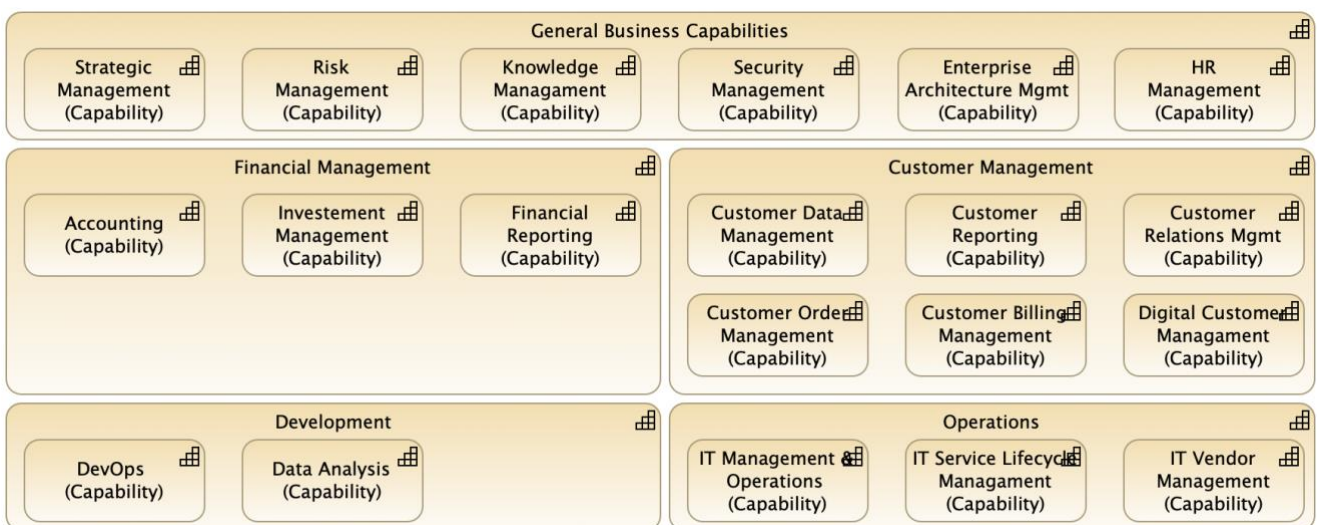 General Business Capabilities
Strategic
Management
(Capability)
Risk
Management
(Capability)
Knowledge
Managament
(Capability)
Security
Management
(Capability)
Enterprise
Architecture Mgmt
(Capability)
HR
Management
(Capability)
Financial Management
Accounting
(Capability)
Investement
Management
(Capability)
Financial
Reporting
(Capability)
Customer Management
Customer Data
Management
(Capability)
Customer
Reporting
(Capability)
Customer
Relations Mgmt
(Capability)
Customer Order
Management
(Capability)
Customer Billing
Management
(Capability)
Digital Customer
Managament
(Capability)
Development
DevOps
(Capability)
Data Analysis
(Capability)
Operations
IT Management &
Operations
(Capability)
IT Service Lifecycle
Managament
(Capability)
IT Vendor
Management
(Capability)